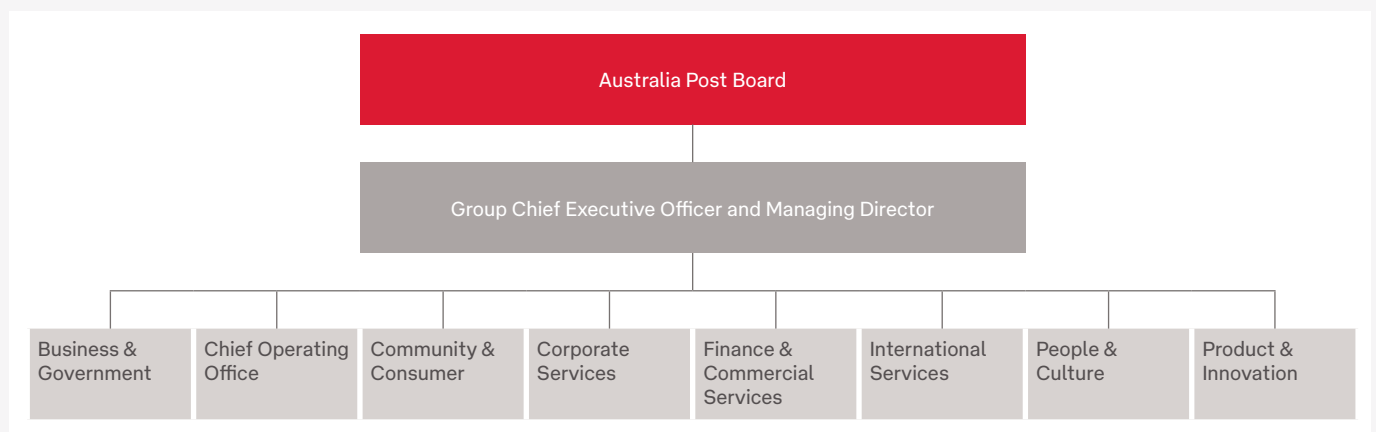 Australia Post Board
Group Chief Executive Officer and Managing Director
Business &
Government
Chief Operating
Office
Community &
Consumer
Corporate
Services
Finance &
Commercial
Services
International
Services
People &
Culture
Product &
Innovation